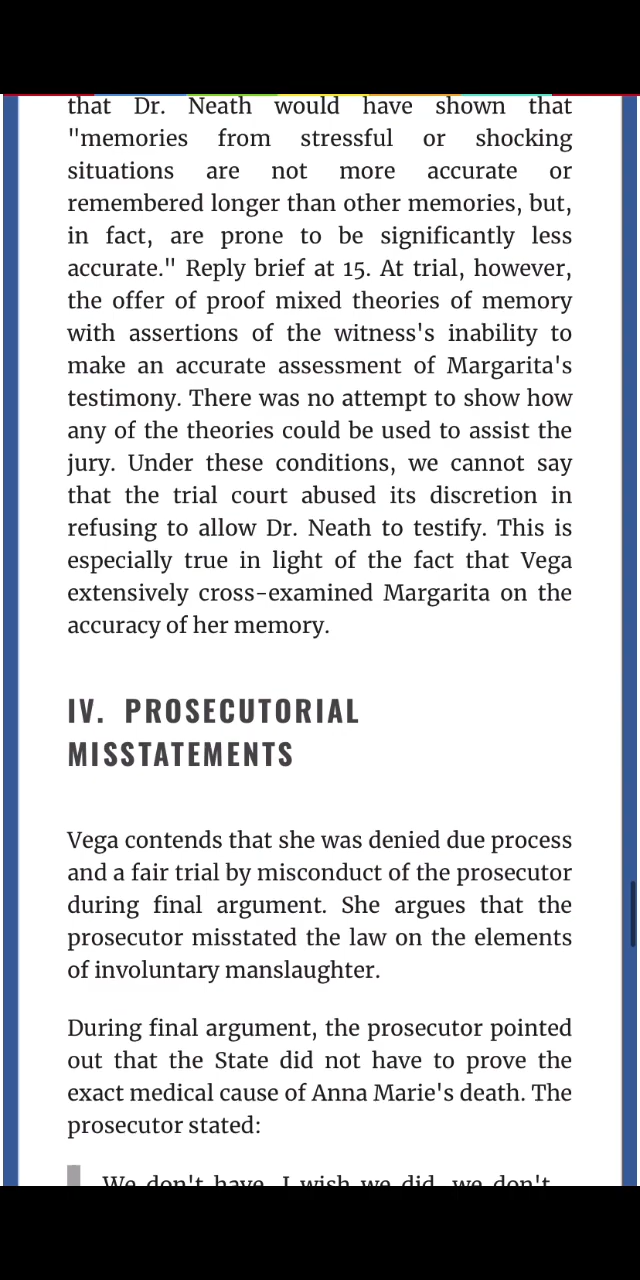 that Dr. Neath would have shown that
"memories from stressful or shocking
situations are not more accurate or
remembered longer than other memories, but,
in fact, are prone to be significantly less
accurate." Reply brief at 15. At trial, however,
the offer of proof mixed theories of memory
with assertions of the witness's inability to
make an accurate assessment of Margarita's
testimony. There was no attempt to show how
any of the theories could be used to assist the
jury. Under these conditions, we cannot say
that the trial court abused its discretion in
refusing to allow Dr. Neath to testify. This is
especially true in light of the fact that Vega
extensively cross-examined Margarita on the
accuracy of her memory.
IV. PROSECUTORIAL
MISSTATEMENTS
Vega contends that she was denied due process
and a fair trial by misconduct of the prosecutor
during final argument. She argues that the
prosecutor misstated the law on the elements
of involuntary manslaughter.
During final argument, the prosecutor pointed
out that the State did not have to prove the
exact medical cause of Anna Marie's death. The
prosecutor stated:
We don't have, I wish we did, we don't